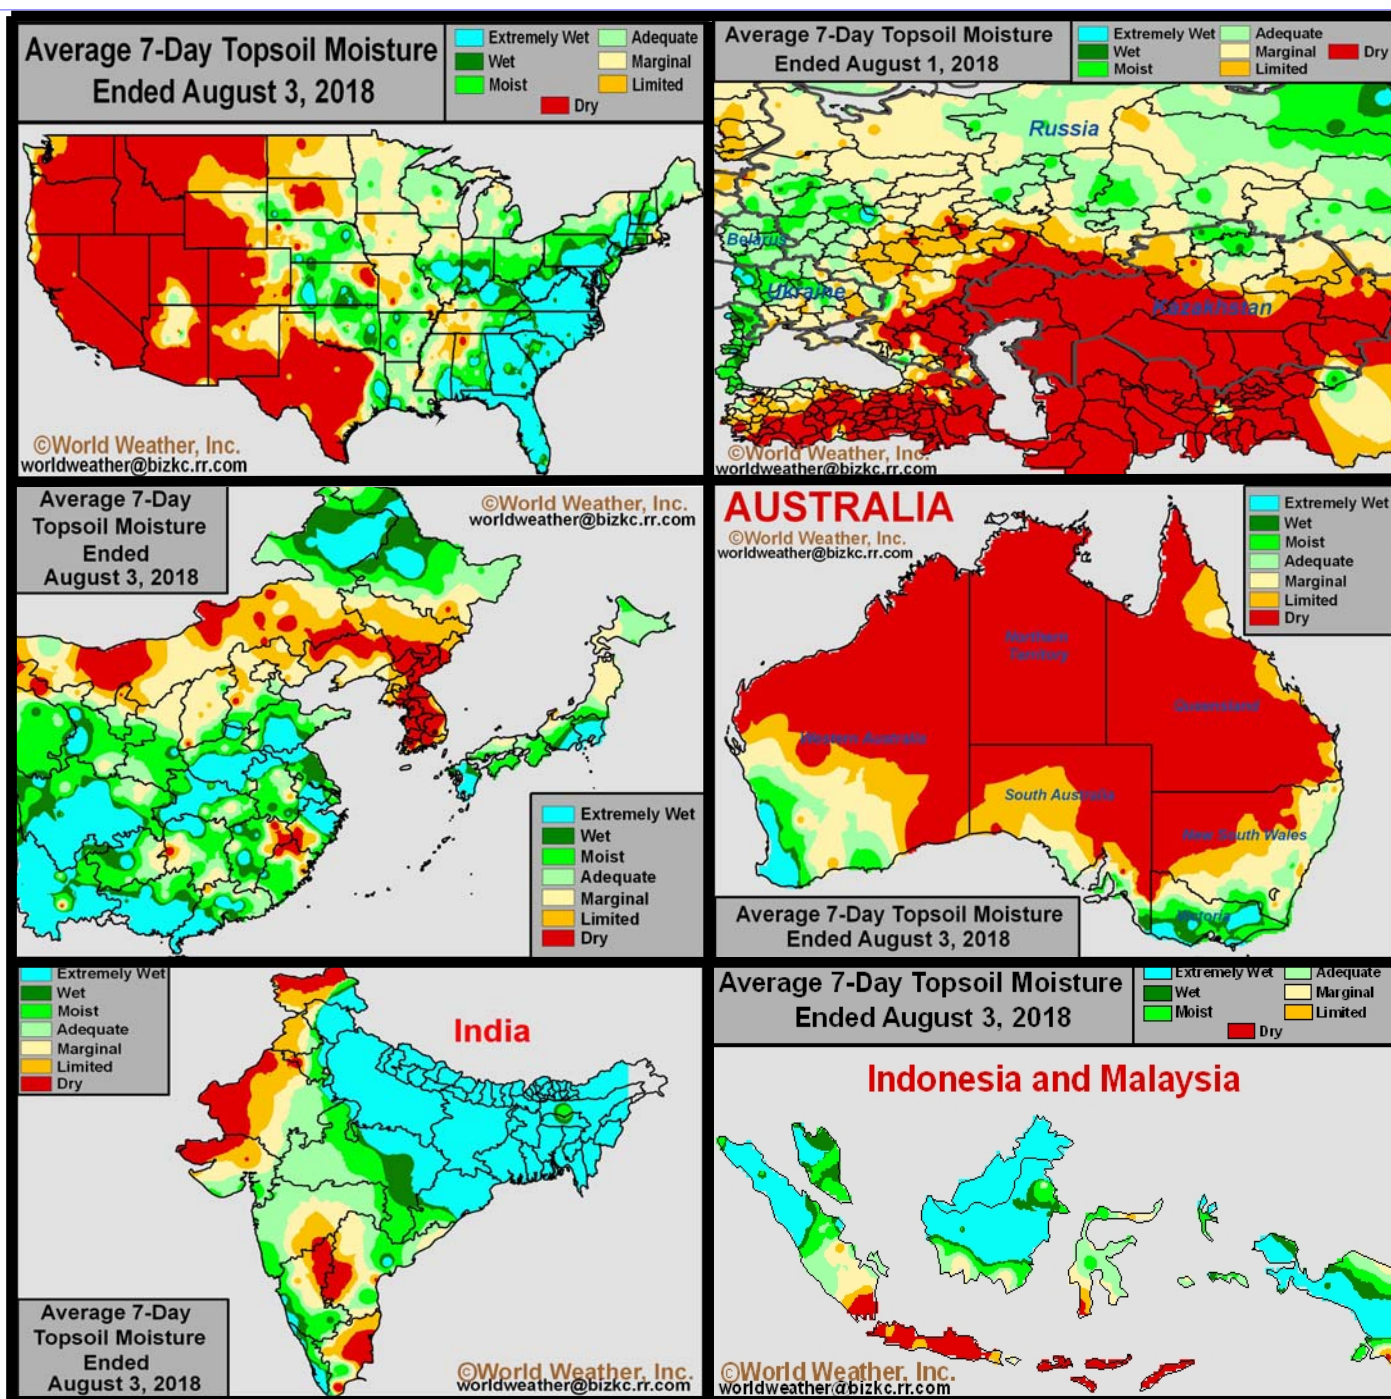 Average 7-Day Topsoil Moisture
Ended August 3, 2018
Extremely Wet
Adequate
Wet
Marginal
Moist
Limited
Dry
©World Weather, Inc.
worldweather@bizkc.rr.com
Average 7-Day Topsoil Moisture
Ended August 1, 2018
Extremely Wet
Adequate
Wet
Marginal
Dry
Moist
Limited
Russia
Belarus
Ukraine
Kazakhstan
©World Weather, Inc.
worldweather@bizkc.rr.com
Average 7-Day
Topsoil Moisture
Ended
August 3, 2018
©World Weather, Inc.
worldweather@bizkc.rr.com
Extremely Wet
Wet
Moist
Adequate
Marginal
Limited
Dry
AUSTRALIA
©World Weather, Inc.
worldweather@bizkc.rr.com
Extremely Wet
Wet
Moist
Adequate
Marginal
Limited
Dry
Northern
Territory
Queensland
Western Australia
South Australia
New South Wales
Victoria
Average 7-Day Topsoil Moisture
Ended August 3, 2018
Extremely Wet
Wet
Moist
Adequate
Marginal
Limited
Dry
India
Average 7-Day
Topsoil Moisture
Ended
August 3, 2018
©World Weather, Inc.
worldweather@bizkc.rr.com
Average 7-Day Topsoil Moisture
Ended August 3, 2018
Extremely Wet
Adequate
Wet
Marginal
Moist
Limited
Dry
Indonesia and Malaysia
©World Weather, Inc.
worldweather@bizkc.rr.com